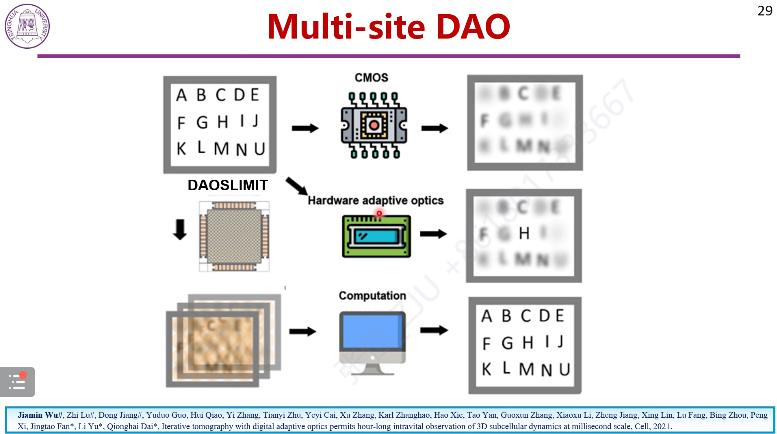 Multi-site DAO
29
CMOS
A B C D E
F G H I J
K L M N U
B C D E
F G H I
K L M N
DAOSLIMIT
Hardware adaptive optics
B C E
F G H I
K L M N
Computation
A B C D E
F G H I J
K L M N U
Jiamin Wu#, Zhi Lu#, Dong Jiang#, Yuduo Guo, Hui Qiao, Yi Zhang, Tianyi Zhu, Yeyi Cai, Xu Zhang, Karl Zhanghao, Hao Xie, Tao Yan, Guoxun Zhang, Xiaoxu Li, Zheng Jiang, Xing Lin, Lu Fang, Bing Zhou, Peng
Xi, Jingtao Fan*, Li Yu*, Qionghai Dai*, Iterative tomography with digital adaptive optics permits hour-long intravital observation of 3D subcellular dynamics at millisecond scale, Cell, 2021.